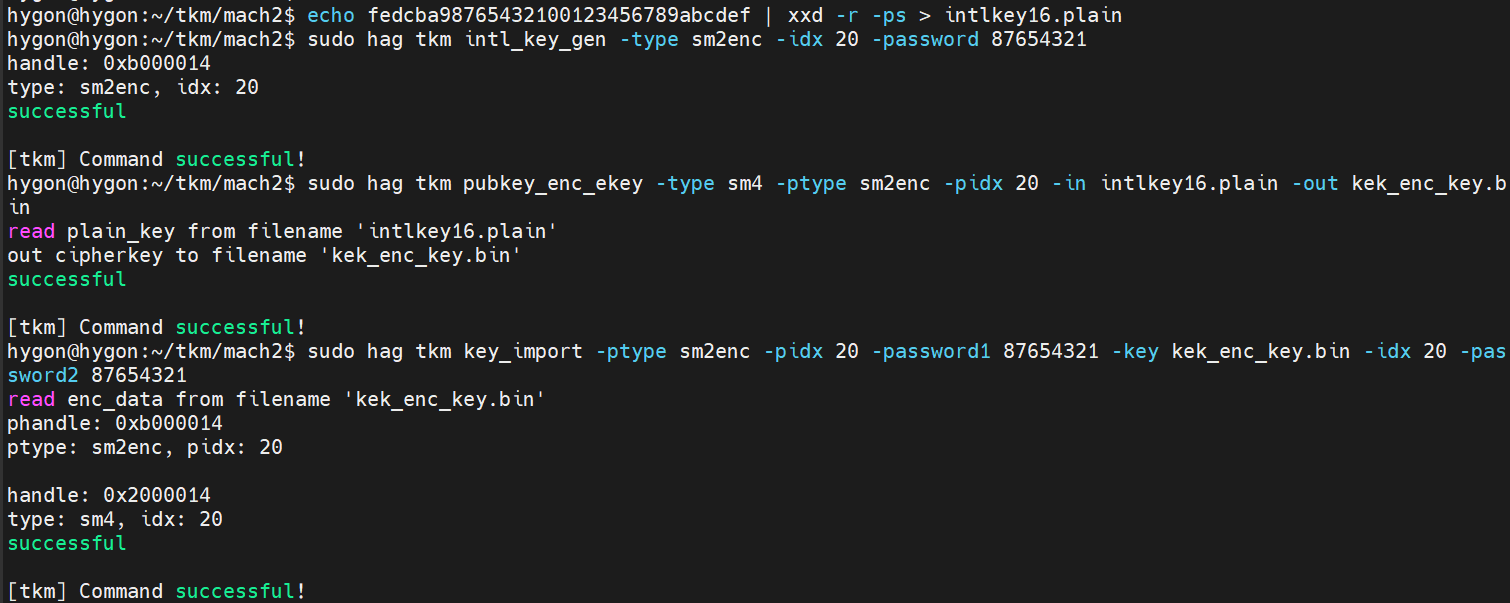 hygon@hygon:~/tkm/mach2$ echo fedcba98765432100123456789abcdef | xxd -r -ps > intlkey16.plain
hygon@hygon:~/tkm/mach2$ sudo hag tkm intl_key_gen -type sm2enc -idx 20 -password 87654321
handle: 0xb000014
type: sm2enc, idx: 20
successful
[tkm] Command successful!
hygon@hygon:~/tkm/mach2$ sudo hag tkm pubkey_enc_ekey -type sm4 -ptype sm2enc -pidx 20 -in intlkey16.plain -out kek_enc_key.b
in
read plain_key from filename 'intlkey16.plain'
out cipherkey to filename 'kek_enc_key.bin'
successful
[tkm] Command successful!
hygon@hygon:~/tkm/mach2$ sudo hag tkm key_import -ptype sm2enc -pidx 20 -password1 87654321 -key kek_enc_key.bin -idx 20 -pas
sword2 87654321
read enc_data from filename 'kek_enc_key.bin'
phandle: 0xb000014
ptype: sm2enc, pidx: 20
handle: 0x2000014
type: sm4, idx: 20
successful
[tkm] Command successful!